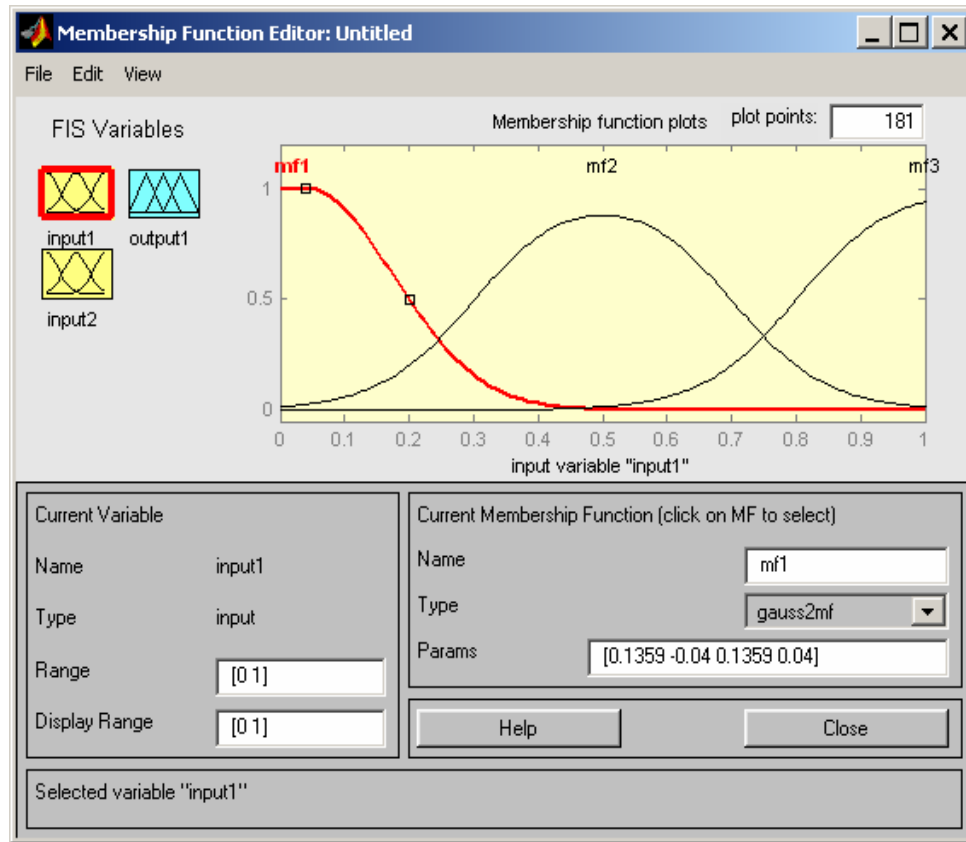 Membership Function Editor: Untitled
File Edit View
FIS Variables
Membership function plots plot points: 181
mf1 mf2 mf3
input1 output1
input2
1
0.5
0
0 0.1 0.2 0.3 0.4 0.5 0.6 0.7 0.8 0.9 1
input variable "input1"
Current Variable
Name input1
Type input
Range [0 1]
Display Range [0 1]
Current Membership Function (click on MF to select)
Name mf1
Type gauss2mf
Params [0.1359 -0.04 0.1359 0.04]
Help Close
Selected variable "input1"